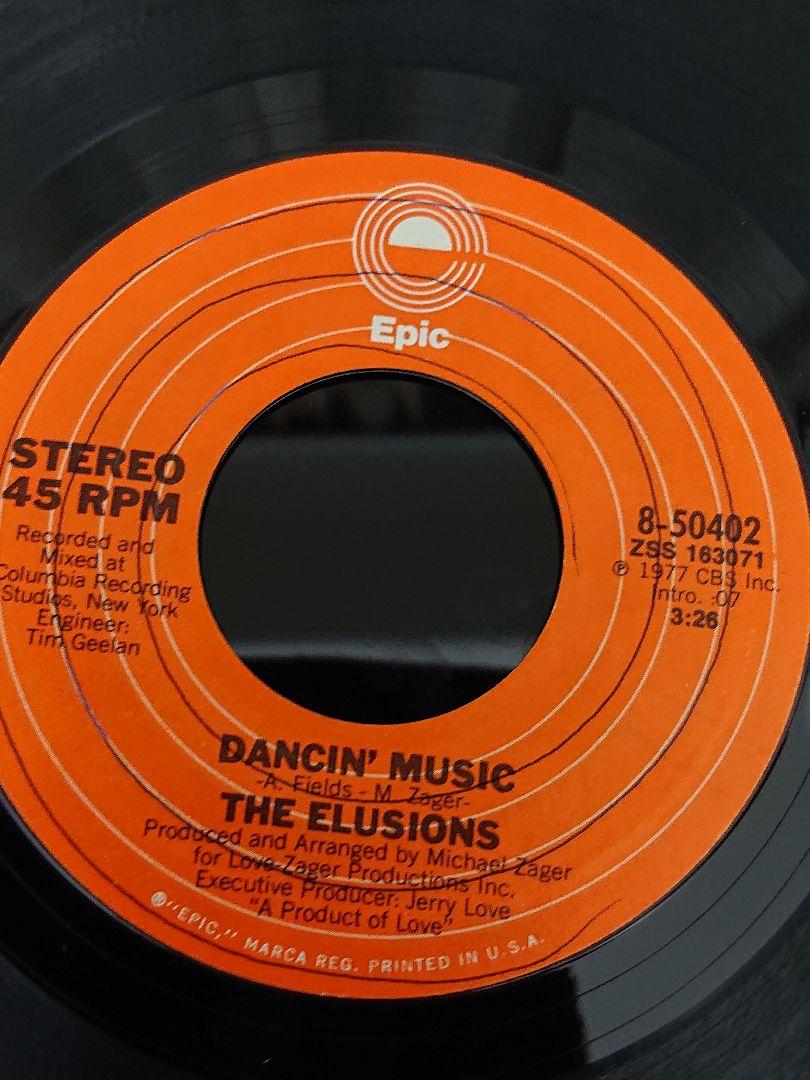 Epic
STEREO
45 RPM
Recorded and
Mixed at
Columbia Recording
Studios, New York
Engineer:
Tim Geelan
8-50402
ZSS 163071
℗ 1977 CBS Inc.
Intro. :07
3:26
DANCIN' MUSIC
-A. Fields - M. Zager-
THE ELUSIONS
Produced and Arranged by Michael Zager
for Love-Zager Productions Inc.
Executive Producer: Jerry Love
"A Product of Love"
®"EPIC," MARCA REG. PRINTED IN U.S.A.